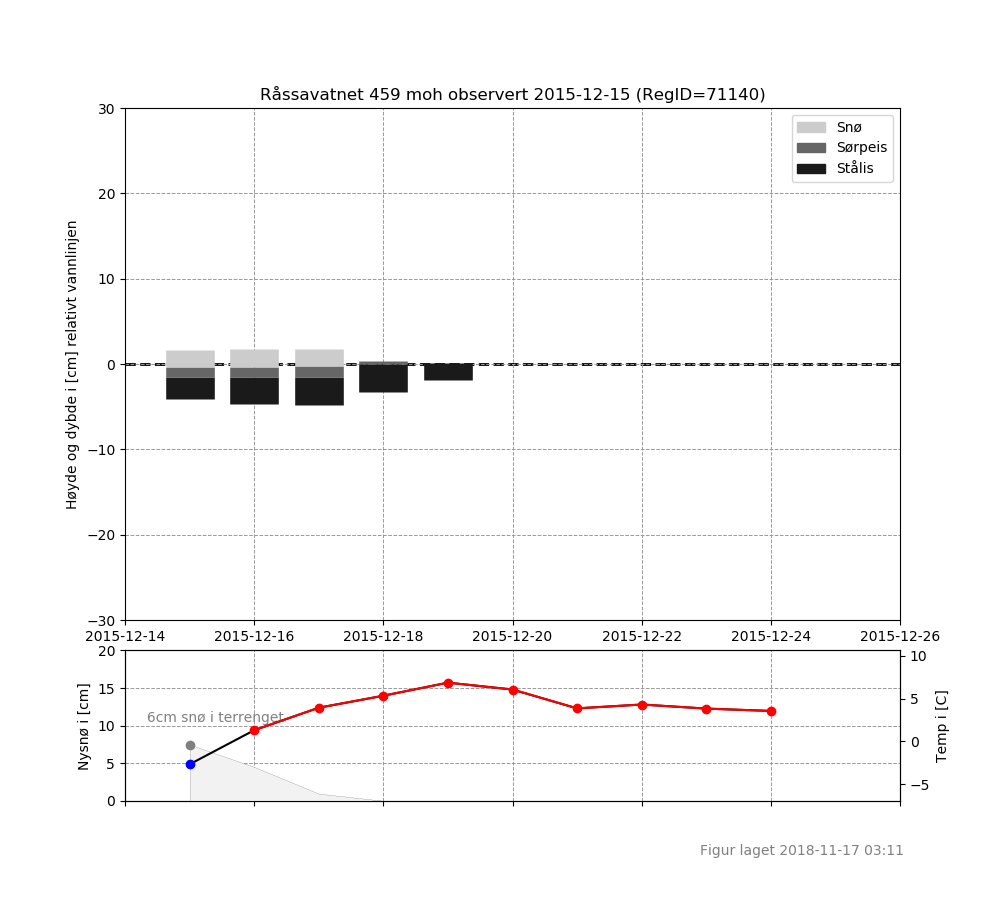 Råssavatnet 459 moh observert 2015-12-15 (RegID=71140)
Høyde og dybde i [cm] relativt vannlinjen
30
20
10
0
−10
−20
−30
Snø
Sørpeis
Stålis
2015-12-14 2015-12-16 2015-12-18 2015-12-20 2015-12-22 2015-12-24 2015-12-26
Nysnø i [cm]
20
15
10
5
0
6cm snø i terrenget
10
5
0
−5
Temp i [C]
Figur laget 2018-11-17 03:11